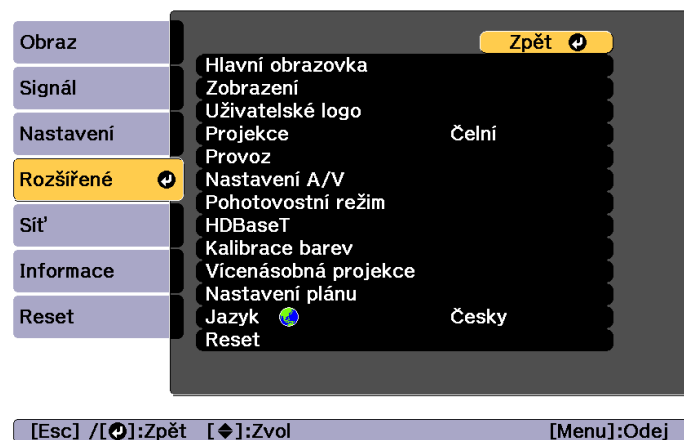 Obraz
Signál
Nastavení
Rozšířené
Síť
Informace
Reset
Zpět
Hlavní obrazovka
Zobrazení
Uživatelské logo
Projekce Čelní
Provoz
Nastavení A/V
Pohotovostní režim
HDBaseT
Kalibrace barev
Vícenásobná projekce
Nastavení plánu
Jazyk Česky
Reset
[Esc] /[]:Zpět []:Zvol [Menu]:Odej